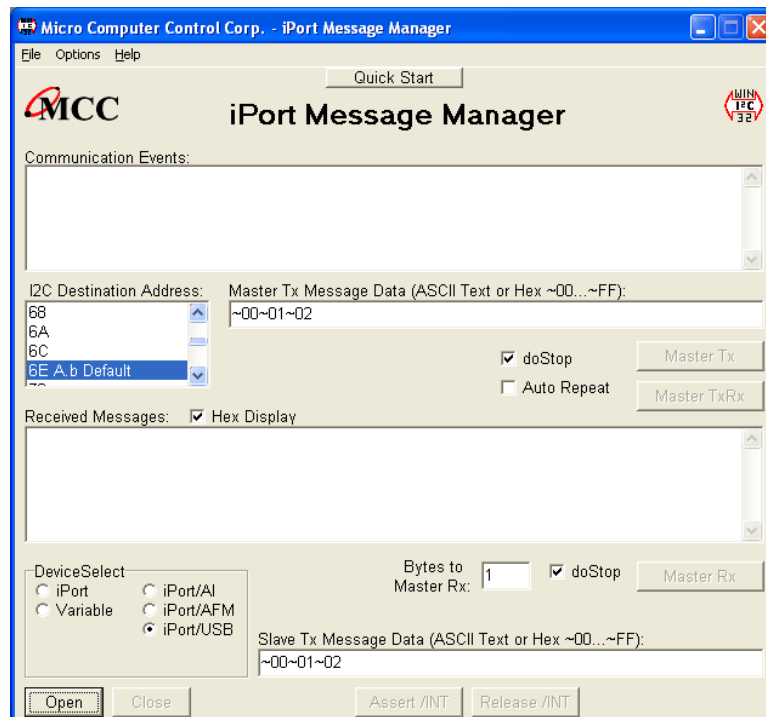 Micro Computer Control Corp. - iPort Message Manager
File Options Help
Quick Start
MCC
iPort Message Manager
WIN
I²C
32
Communication Events:
I2C Destination Address:
Master Tx Message Data (ASCII Text or Hex ~00...~FF):
68
~00~01~02
6A
6C
6E A.b Default
doStop
Master Tx
Auto Repeat
Master TxRx
Received Messages:
Hex Display
DeviceSelect
iPort
iPort/AI
Variable
iPort/AFM
iPort/USB
Bytes to
Master Rx:
1
doStop
Master Rx
Slave Tx Message Data (ASCII Text or Hex ~00...~FF):
~00~01~02
Open
Close
Assert /INT
Release /INT